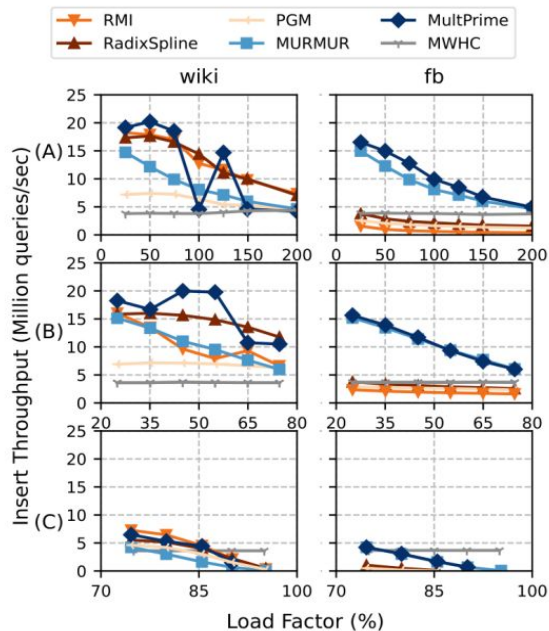 RMI PGM MultPrime
RadixSpline MURMUR MWHC
wiki fb
Insert Throughput (Million queries/sec)
(A)
25
20
15
10
5
0
0 50 100 150 200 0 50 100 150 200
(B)
25
20
15
10
5
0
20 35 50 65 80 20 35 50 65 80
(C)
25
20
15
10
5
0
70 85 100 70 85 100
Load Factor (%)